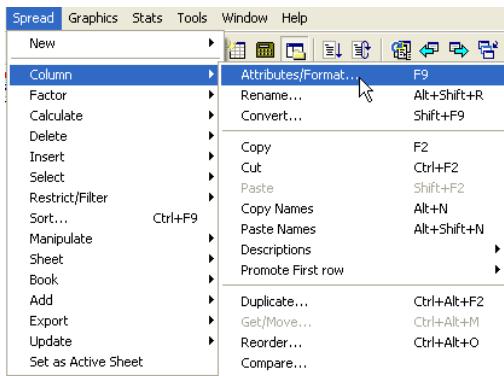 Spread Graphics Stats Tools Window Help
New
Column
Factor
Calculate
Delete
Insert
Select
Restrict/Filter
Sort... Ctrl+F9
Manipulate
Sheet
Book
Add
Export
Update
Set as Active Sheet
Attributes/Format... F9
Rename... Alt+Shift+R
Convert... Shift+F9
Copy F2
Cut Ctrl+F2
Paste Shift+F2
Copy Names Alt+N
Paste Names Alt+Shift+N
Descriptions
Promote First row
Duplicate... Ctrl+Alt+F2
Get/Move... Ctrl+Alt+M
Reorder... Ctrl+Alt+O
Compare...